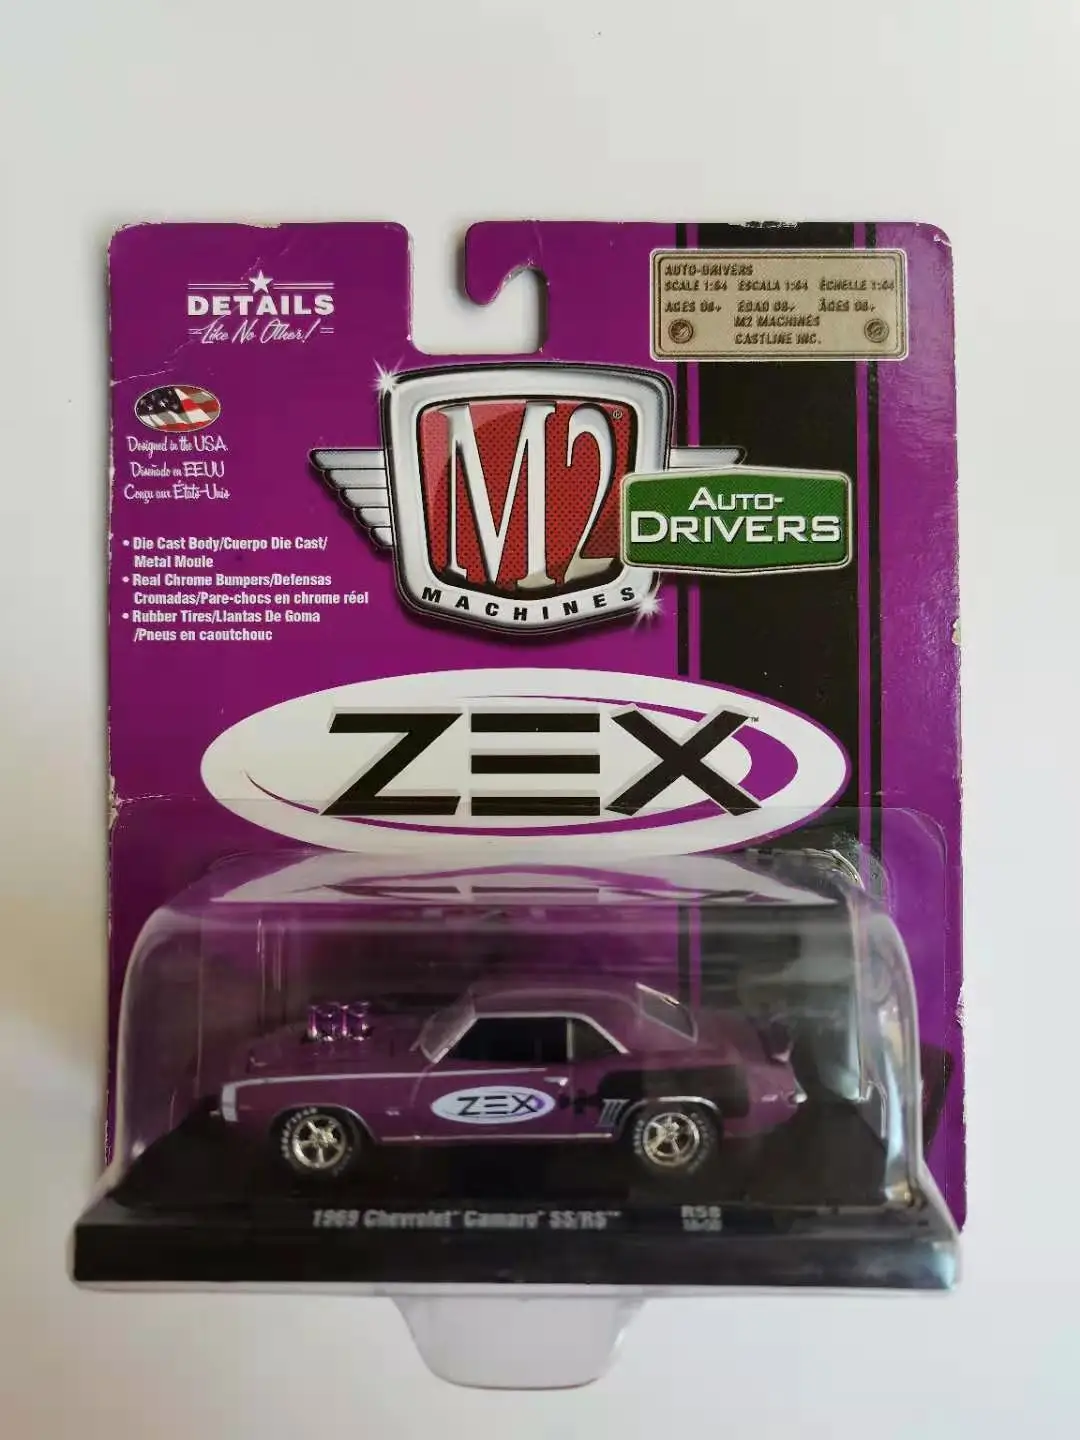 DETAILS
Like No Other!
AUTO-DRIVERS
SCALE 1:64 ESCALA 1:64 ÉCHELLE 1:64
AGES 08+ EDAD 08+ ÂGES 08+
M2 MACHINES
CASTLINE INC.
Designed in the USA.
Diseñado en EEUU
Conçu aux États-Unis
M2®
MACHINES
AUTO-
DRIVERS
• Die Cast Body/Cuerpo Die Cast/
Metal Moule
• Real Chrome Bumpers/Defensas
Cromadas/Pare-chocs en chrome réel
• Rubber Tires/Llantas De Goma
/Pneus en caoutchouc
ZEX™
ZEX
1969 Chevrolet® Camaro® SS/RS™ R58